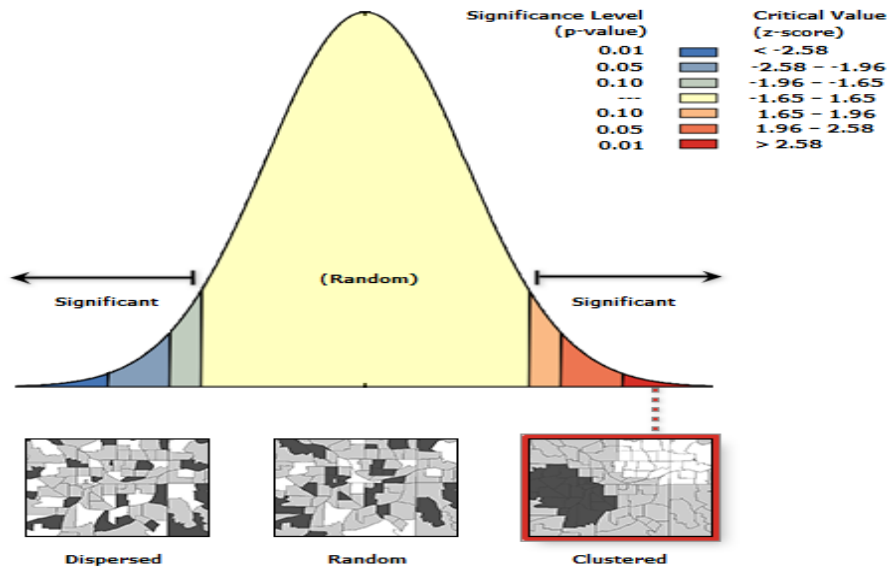 Significance Level
(p-value)
Critical Value
(z-score)
0.01 < -2.58
0.05 -2.58 – -1.96
0.10 -1.96 – -1.65
--- -1.65 – 1.65
0.10 1.65 – 1.96
0.05 1.96 – 2.58
0.01 > 2.58
(Random)
Significant
Significant
Dispersed
Random
Clustered